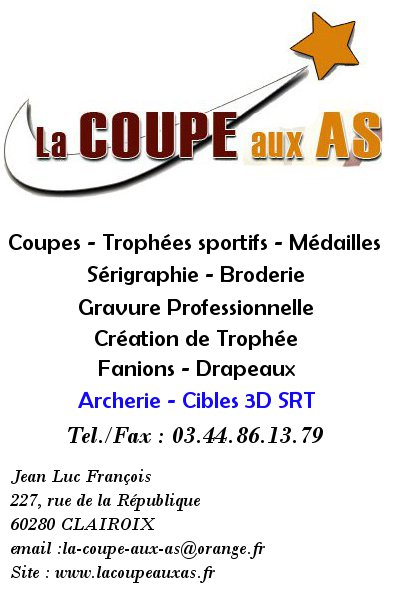 La COUPE aux AS
Coupes - Trophées sportifs - Médailles
Sérigraphie - Broderie
Gravure Professionnelle
Création de Trophée
Fanions - Drapeaux
Archerie - Cibles 3D SRT
Tel./Fax : 03.44.86.13.79
Jean Luc François
227, rue de la République
60280 CLAIROIX
email :la-coupe-aux-as@orange.fr
Site : www.lacoupeauxas.fr